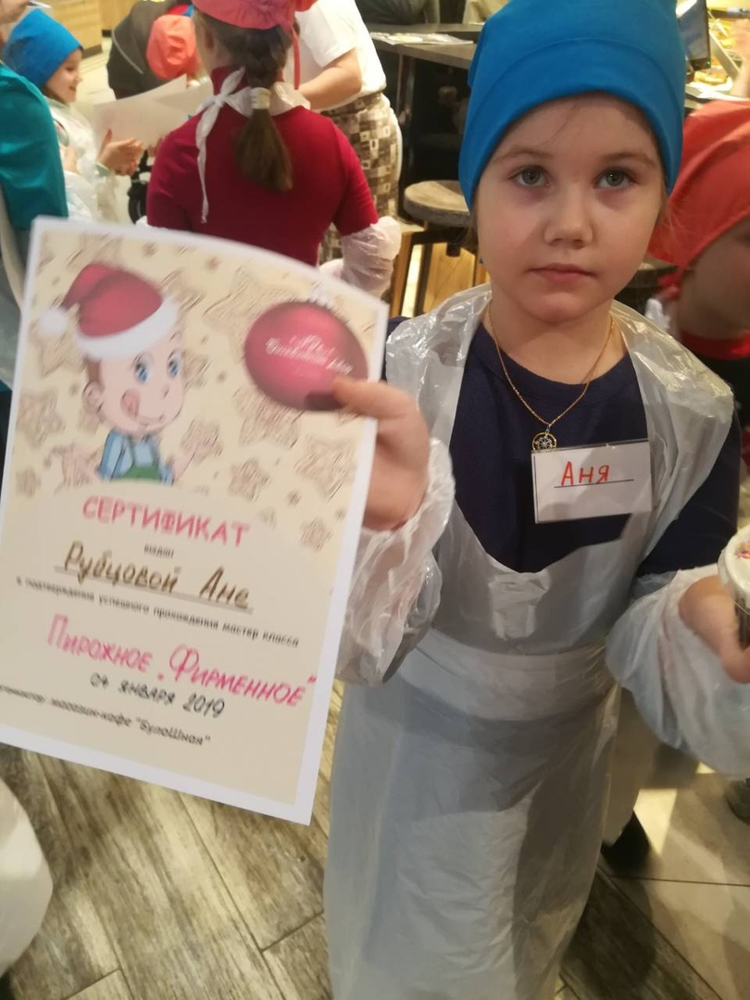 СЕРТИФИКАТ
выдан
Рубцовой Ане
в подтверждение успешного прохождения мастер класса
Пирожное „Фирменное"
04 января 2019
магазин-кафе "БулоШная"
Аня